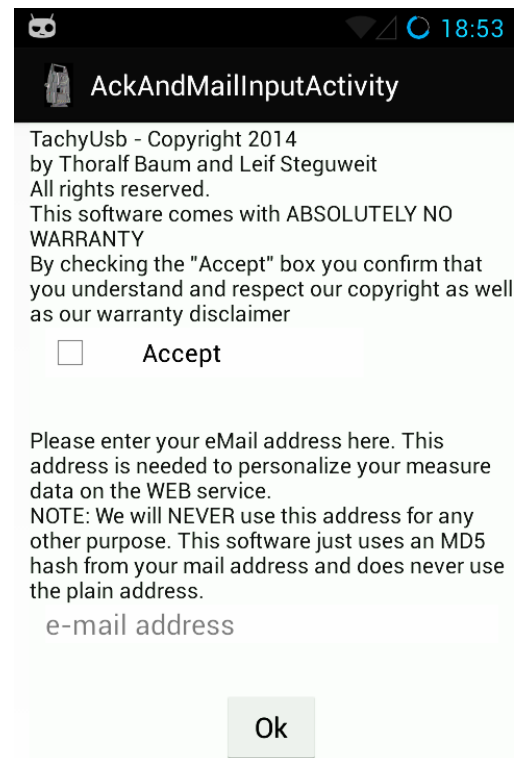 18:53
AckAndMailInputActivity
TachyUsb - Copyright 2014
by Thoralf Baum and Leif Steguweit
All rights reserved.
This software comes with ABSOLUTELY NO
WARRANTY
By checking the "Accept" box you confirm that
you understand and respect our copyright as well
as our warranty disclaimer
Accept
Please enter your eMail address here. This
address is needed to personalize your measure
data on the WEB service.
NOTE: We will NEVER use this address for any
other purpose. This software just uses an MD5
hash from your mail address and does never use
the plain address.
e-mail address
Ok